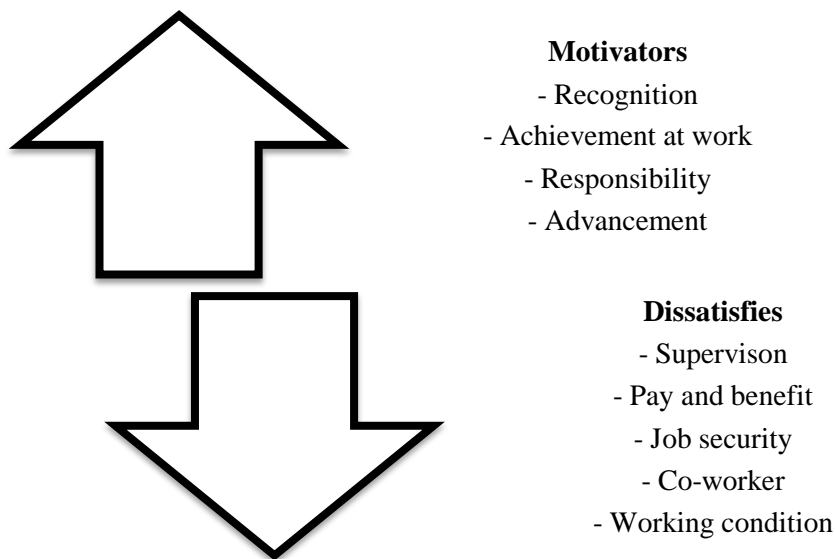 Motivators
- Recognition
- Achievement at work
- Responsibility
- Advancement
Dissatisfies
- Supervison
- Pay and benefit
- Job security
- Co-worker
- Working condition